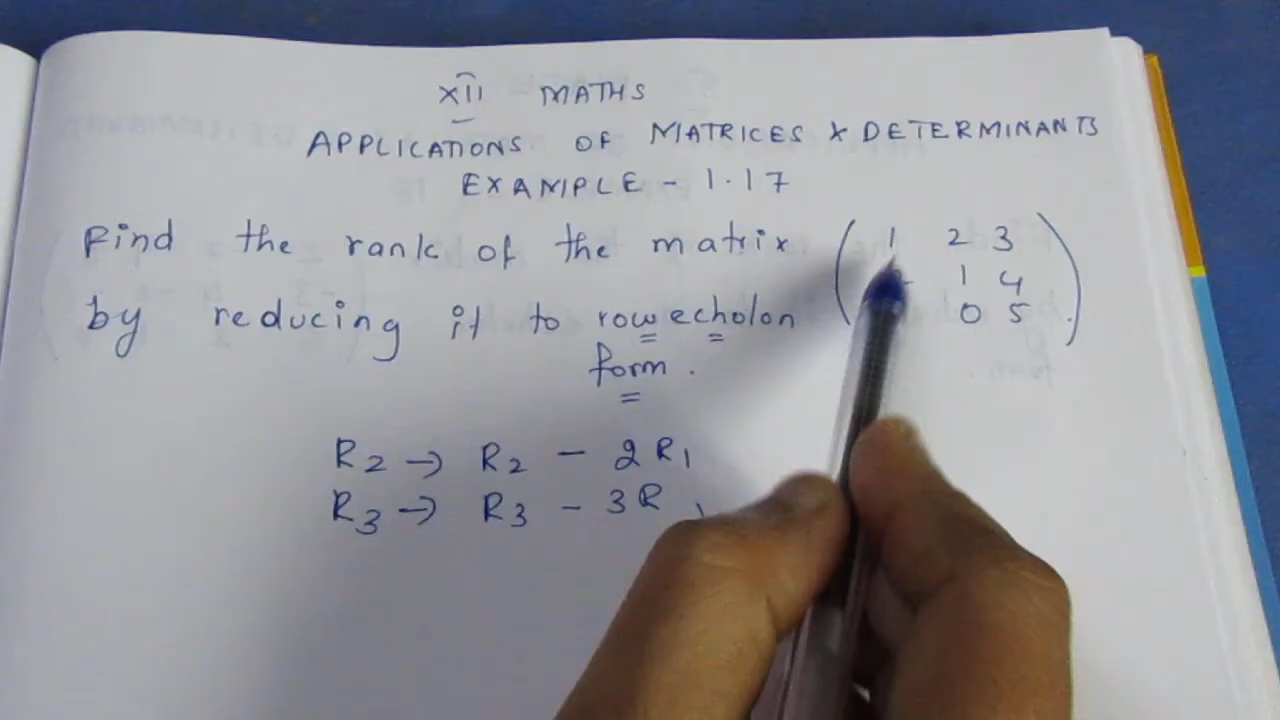 XII MATHS
APPLICATIONS OF MATRICES & DETERMINANTS
EXAMPLE - 1.17
Find the rank of the matrix ( 1 2 3 )
1 4
by reducing it to row echolon 0 5
form.
R2 → R2 - 2R1
R3 → R3 - 3R1